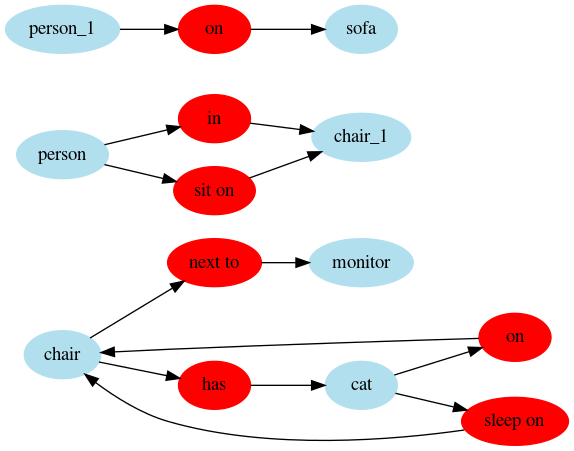 person_1
on
sofa
in
person
chair_1
sit on
next to
monitor
on
chair
has
cat
sleep on